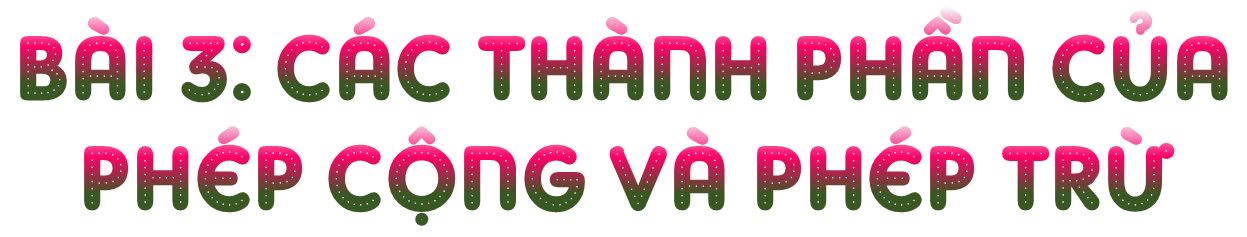 BÀI 3: CÁC THÀNH PHẦN CỦA
PHÉP CỘNG VÀ PHÉP TRỪ